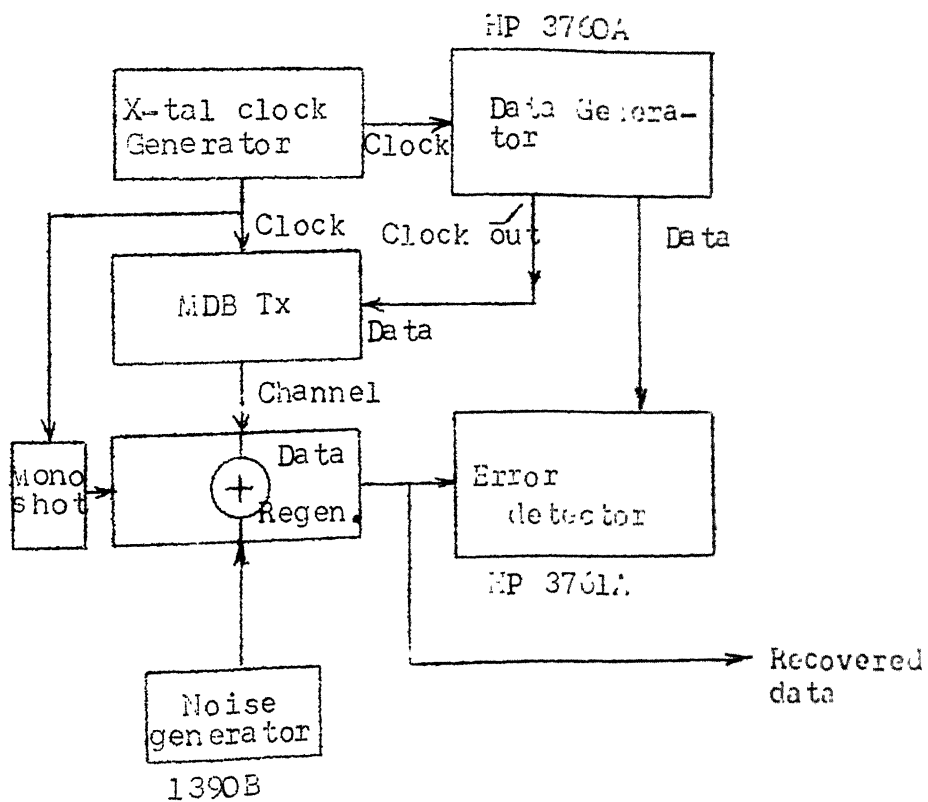 HP 3760A
X-tal clock
Generator
Clock
Data Genera-
tor
Clock
Clock out
Data
MDB Tx
Data
Channel
Mono
shot
Data
+
Regen.
Error
detector
HP 3761A
Noise
generator
1390B
Recovered
data